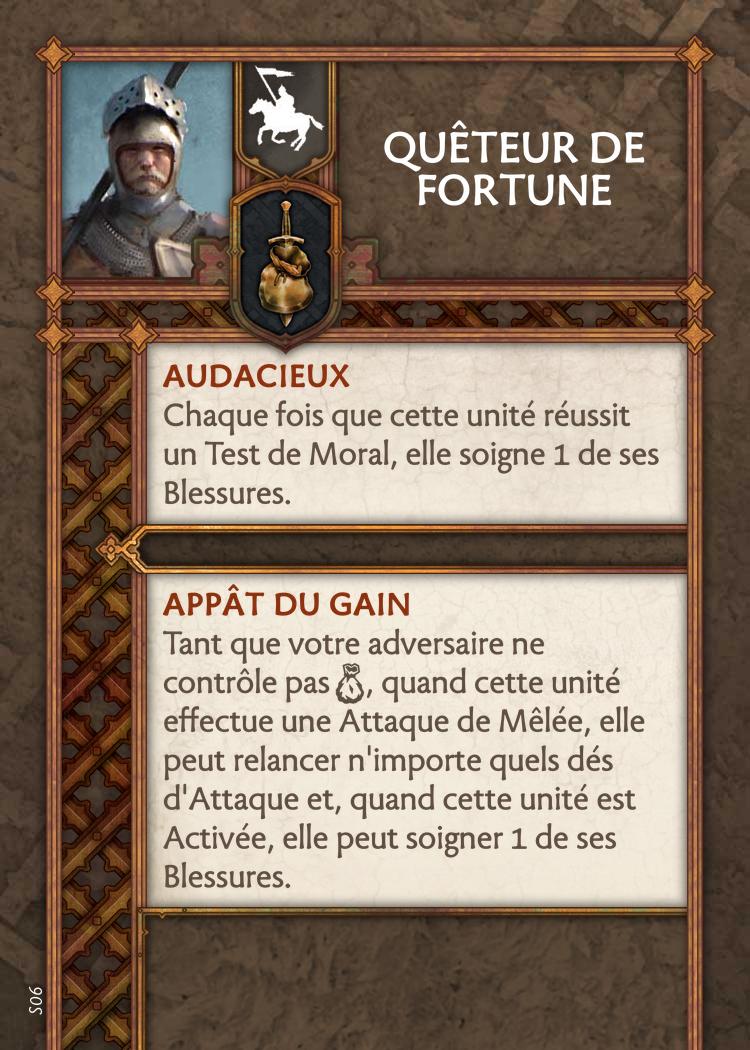 QUÊTEUR DE
FORTUNE
AUDACIEUX
Chaque fois que cette unité réussit
un Test de Moral, elle soigne 1 de ses
Blessures.
APPÂT DU GAIN
Tant que votre adversaire ne
contrôle pas , quand cette unité
effectue une Attaque de Mêlée, elle
peut relancer n'importe quels dés
d'Attaque et, quand cette unité est
Activée, elle peut soigner 1 de ses
Blessures.
S06